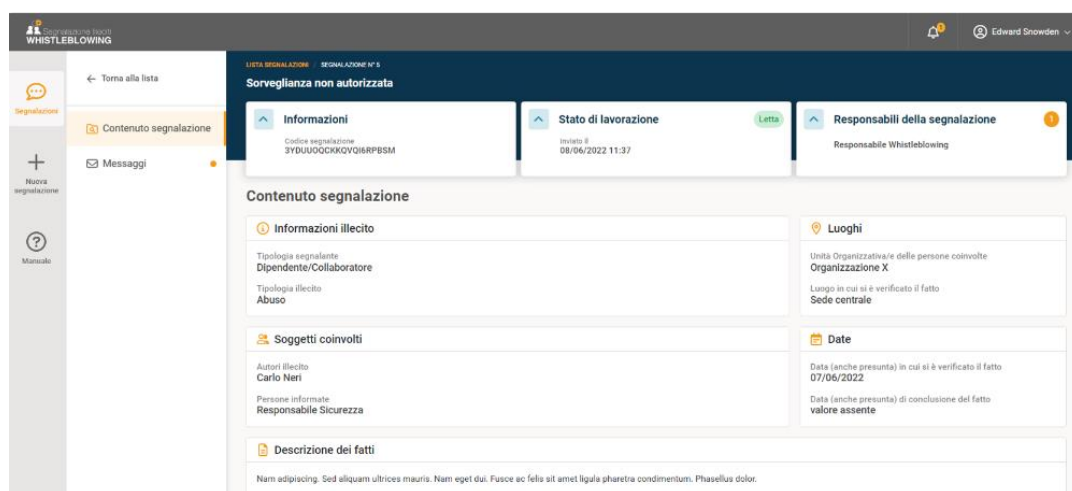 Segnalazione Illeciti
WHISTLEBLOWING
1
Edward Snowden
Segnalazioni
Nuova
segnalazione
Manuale
Torna alla lista
Contenuto segnalazione
Messaggi
LISTA SEGNALAZIONI / SEGNALAZIONE N° 5
Sorveglianza non autorizzata
Informazioni
Codice segnalazione
3YDUUOQCKKQVQI6RPBSM
Stato di lavorazione
Letta
Inviato il
08/06/2022 11:37
Responsabili della segnalazione
1
Responsabile Whistleblowing
Contenuto segnalazione
Informazioni illecito
Tipologia segnalante
Dipendente/Collaboratore
Tipologia illecito
Abuso
Luoghi
Unità Organizzativa/e delle persone coinvolte
Organizzazione X
Luogo in cui si è verificato il fatto
Sede centrale
Soggetti coinvolti
Autori illecito
Carlo Neri
Persone informate
Responsabile Sicurezza
Date
Data (anche presunta) in cui si è verificato il fatto
07/06/2022
Data (anche presunta) di conclusione del fatto
valore assente
Descrizione dei fatti
Nam adipiscing. Sed aliquam ultrices mauris. Nam eget dui. Fusce ac felis sit amet ligula pharetra condimentum. Phasellus dolor.